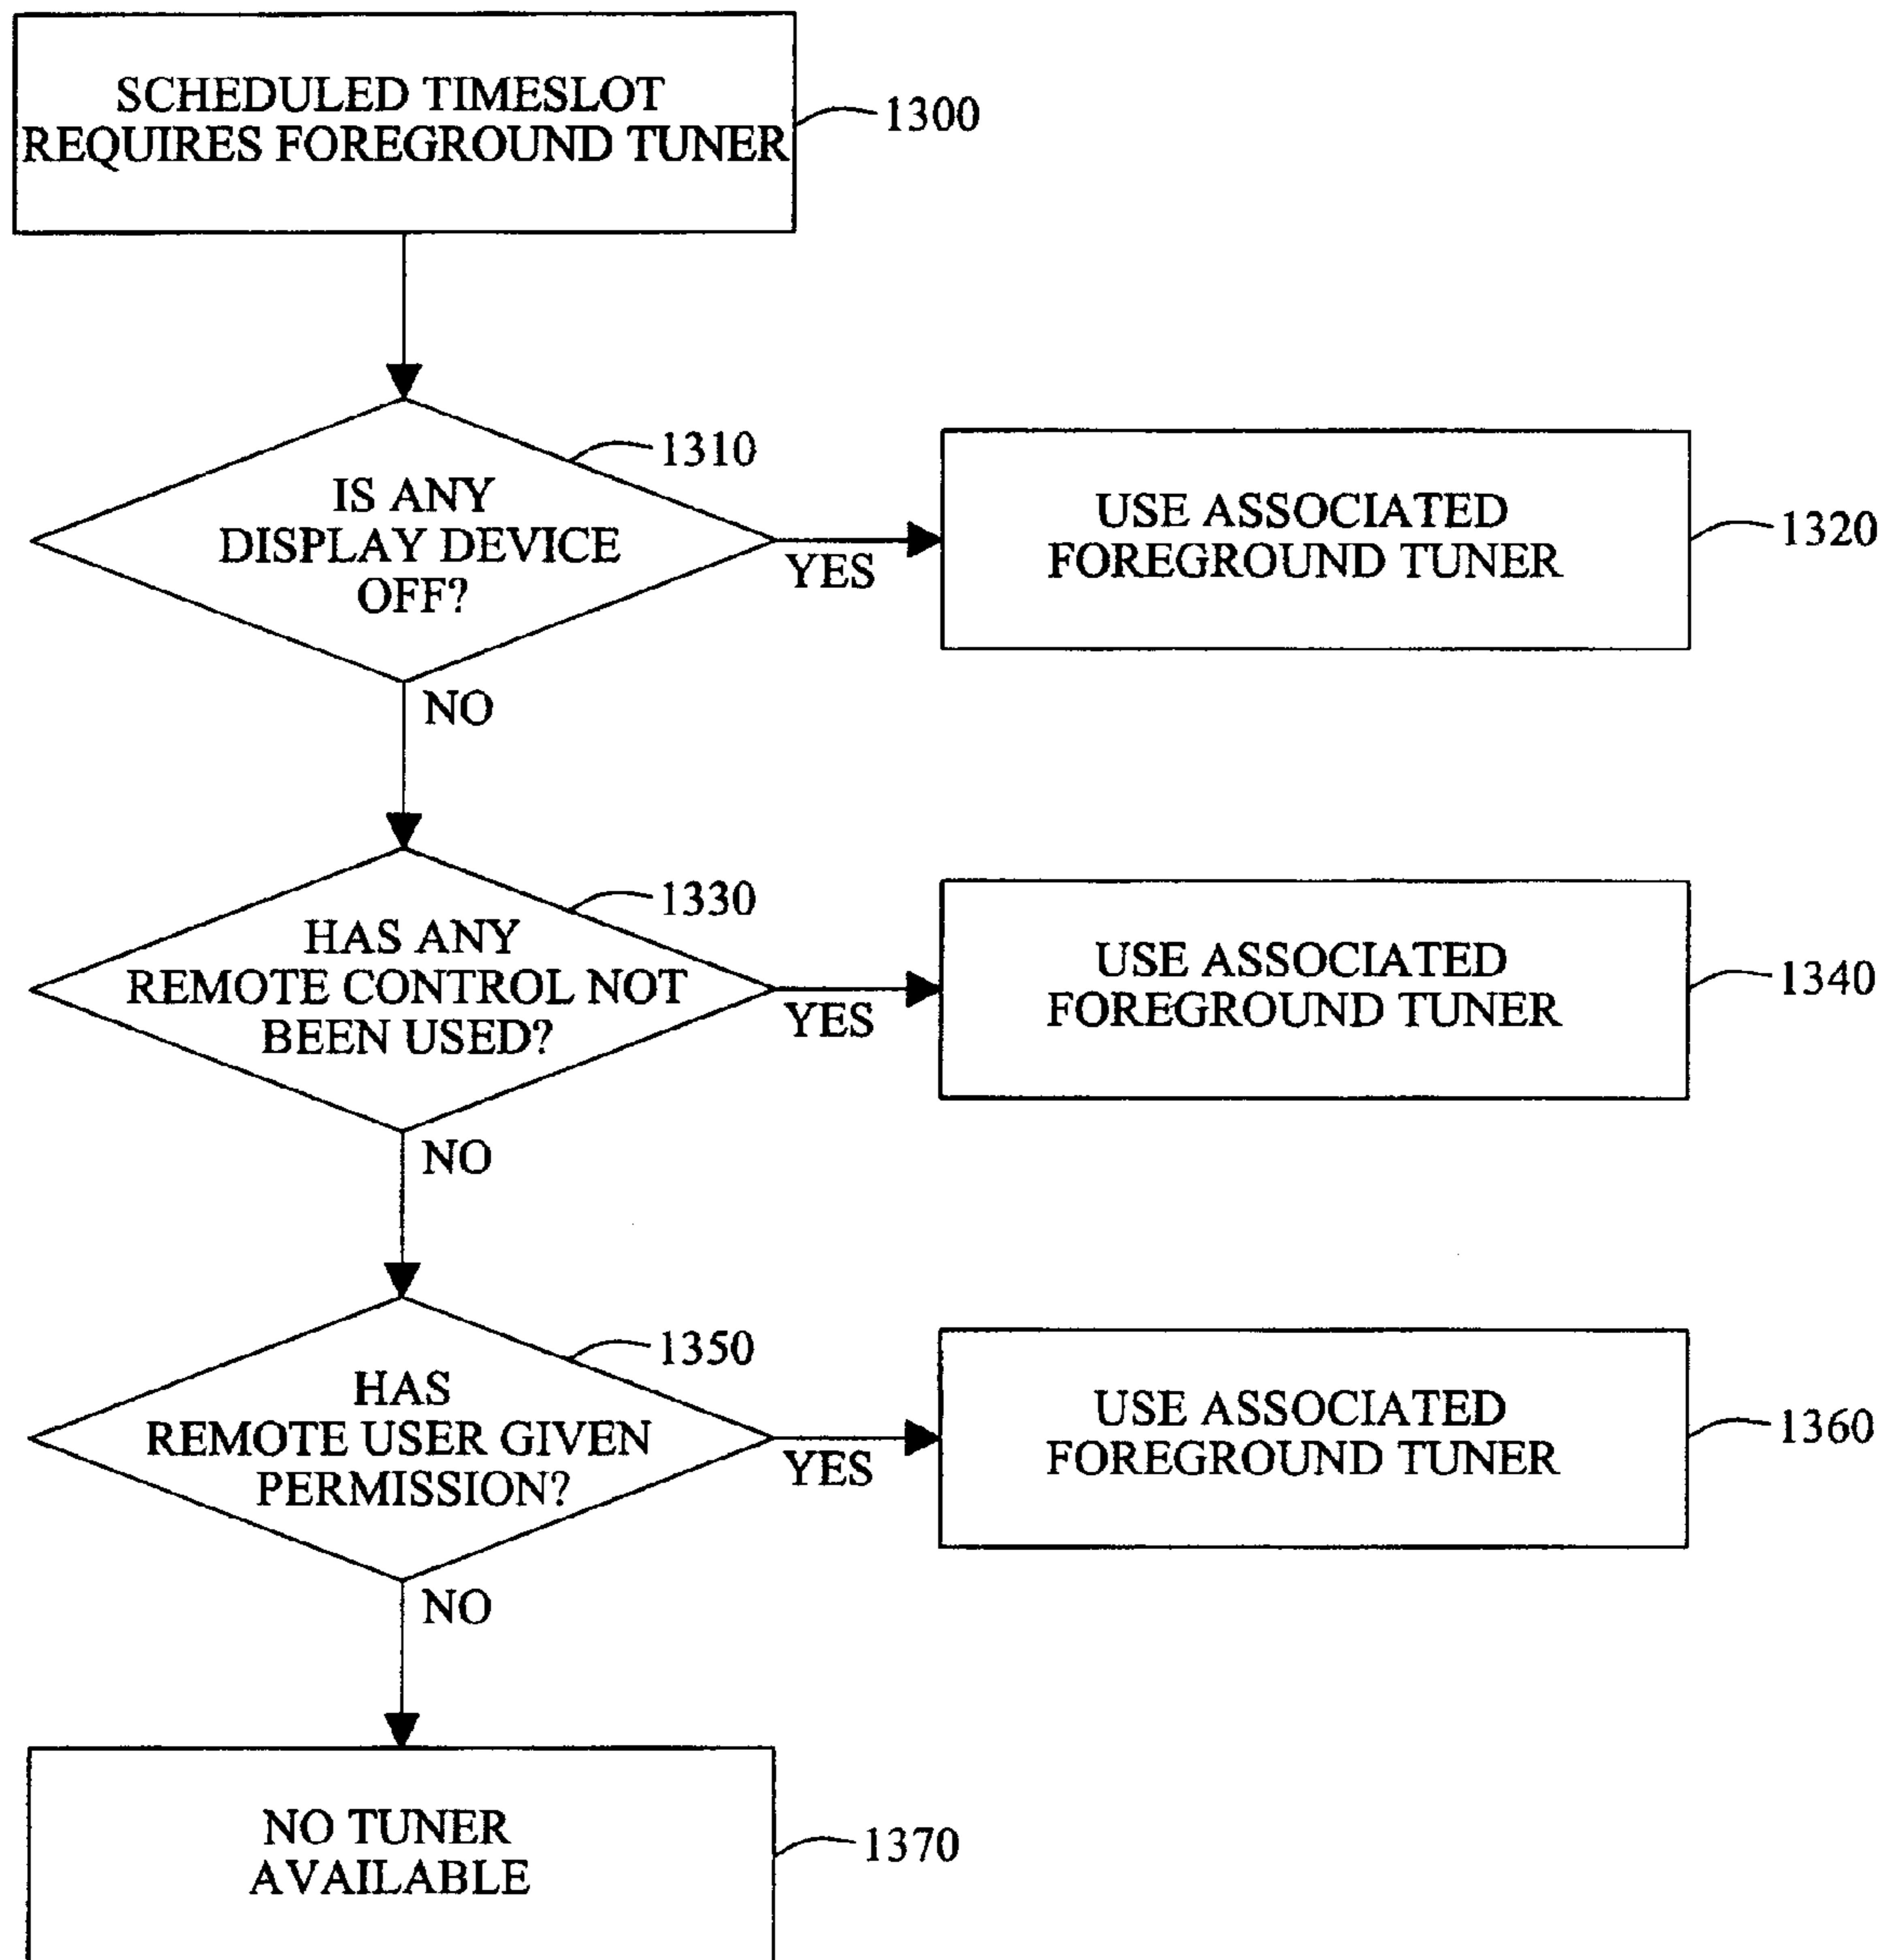 SCHEDULED TIMESLOT
REQUIRES FOREGROUND TUNER
1300
1310
IS ANY
DISPLAY DEVICE
OFF?
YES
USE ASSOCIATED
FOREGROUND TUNER
1320
NO
1330
HAS ANY
REMOTE CONTROL NOT
BEEN USED?
YES
USE ASSOCIATED
FOREGROUND TUNER
1340
NO
1350
HAS
REMOTE USER GIVEN
PERMISSION?
YES
USE ASSOCIATED
FOREGROUND TUNER
1360
NO
NO TUNER
AVAILABLE
1370